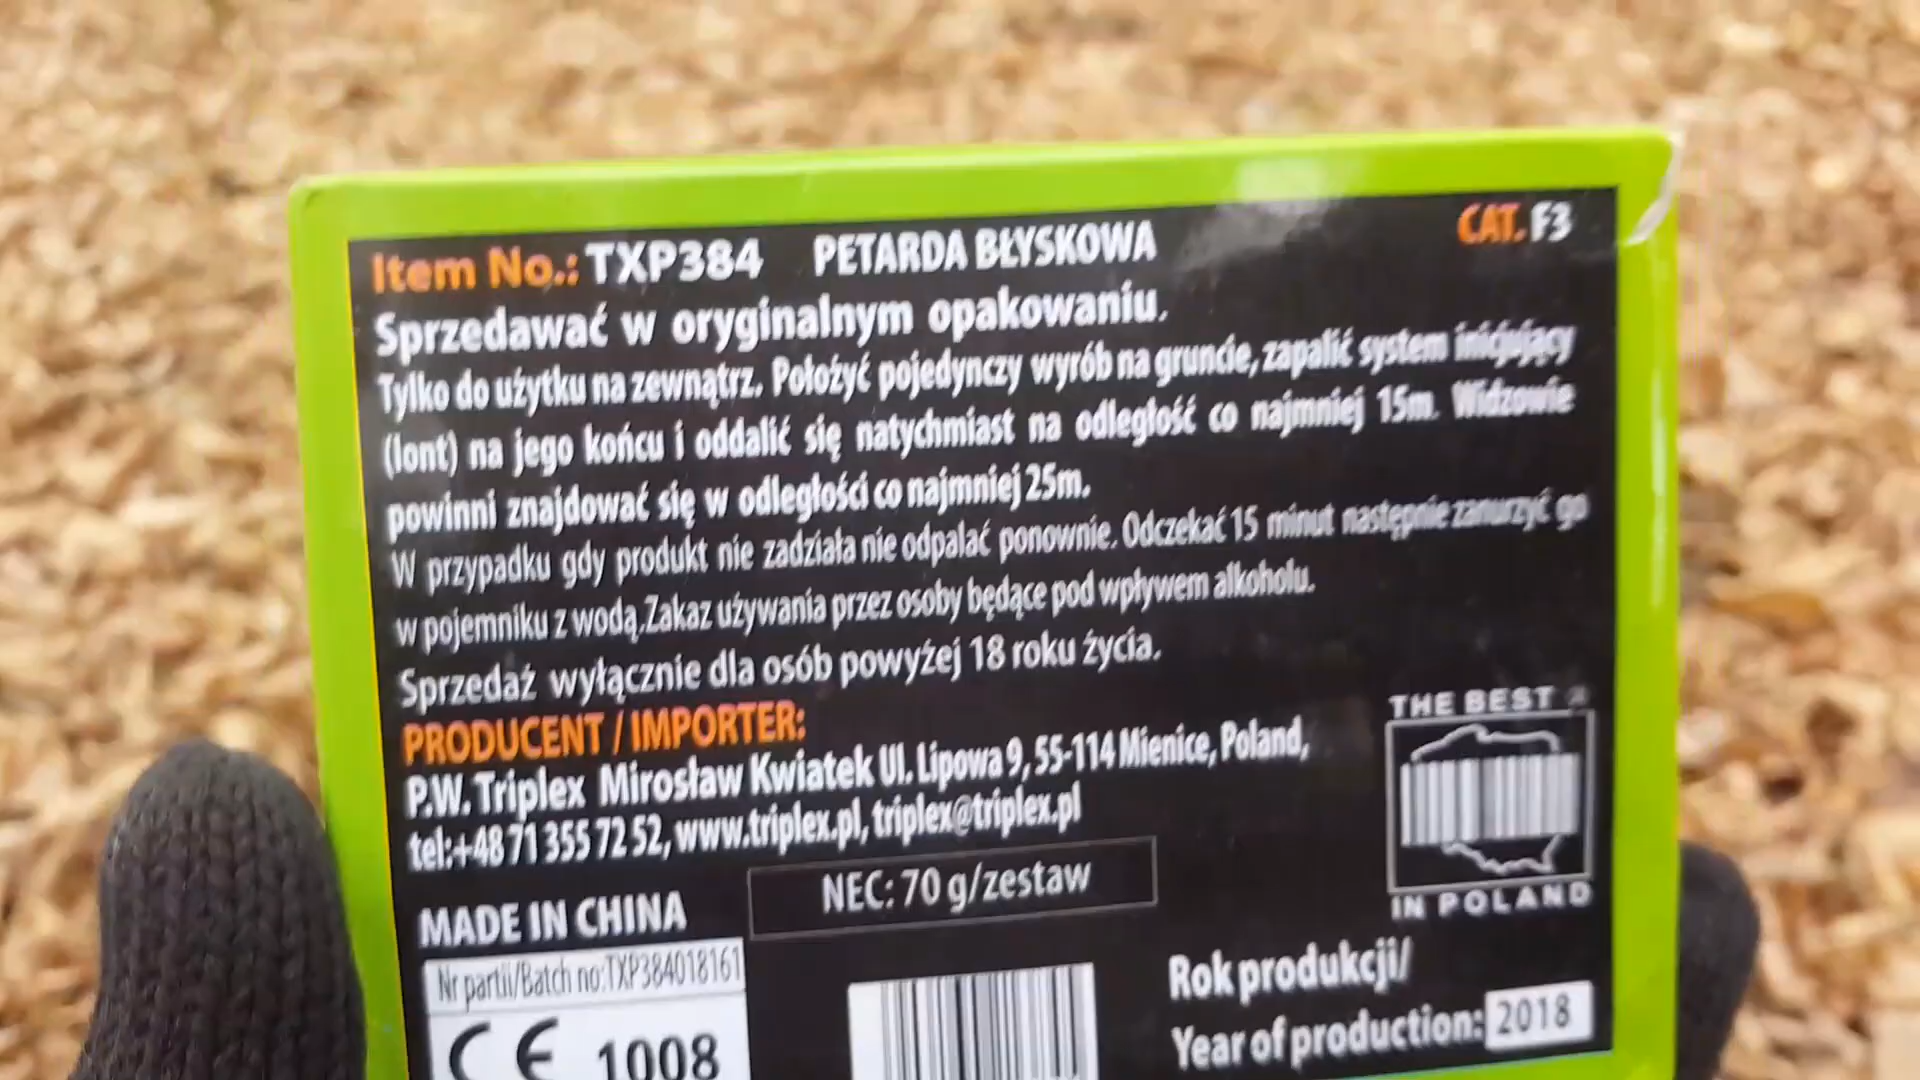 Item No.: TXP384 PETARDA BŁYSKOWA CAT. F3
Sprzedawać w oryginalnym opakowaniu.
Tylko do użytku na zewnątrz. Położyć pojedynczy wyrób na gruncie, zapalić system inicjujący
(lont) na jego końcu i oddalić się natychmiast na odległość co najmniej 15m. Widzowie
powinni znajdować się w odległości co najmniej 25m.
W przypadku gdy produkt nie zadziała nie odpalać ponownie. Odczekać 15 minut następnie zanurzyć go
w pojemniku z wodą.Zakaz używania przez osoby będące pod wpływem alkoholu.
Sprzedaż wyłącznie dla osób powyżej 18 roku życia.
PRODUCENT / IMPORTER:
P.W. Triplex Mirosław Kwiatek Ul. Lipowa 9, 55-114 Mienice, Poland,
tel:+48 71 355 72 52, www.triplex.pl, triplex@triplex.pl
THE BEST
IN POLAND
NEC: 70 g/zestaw
MADE IN CHINA
Nr partii/Batch no:TXP384018161
CE 1008
Rok produkcji/
Year of production: 2018